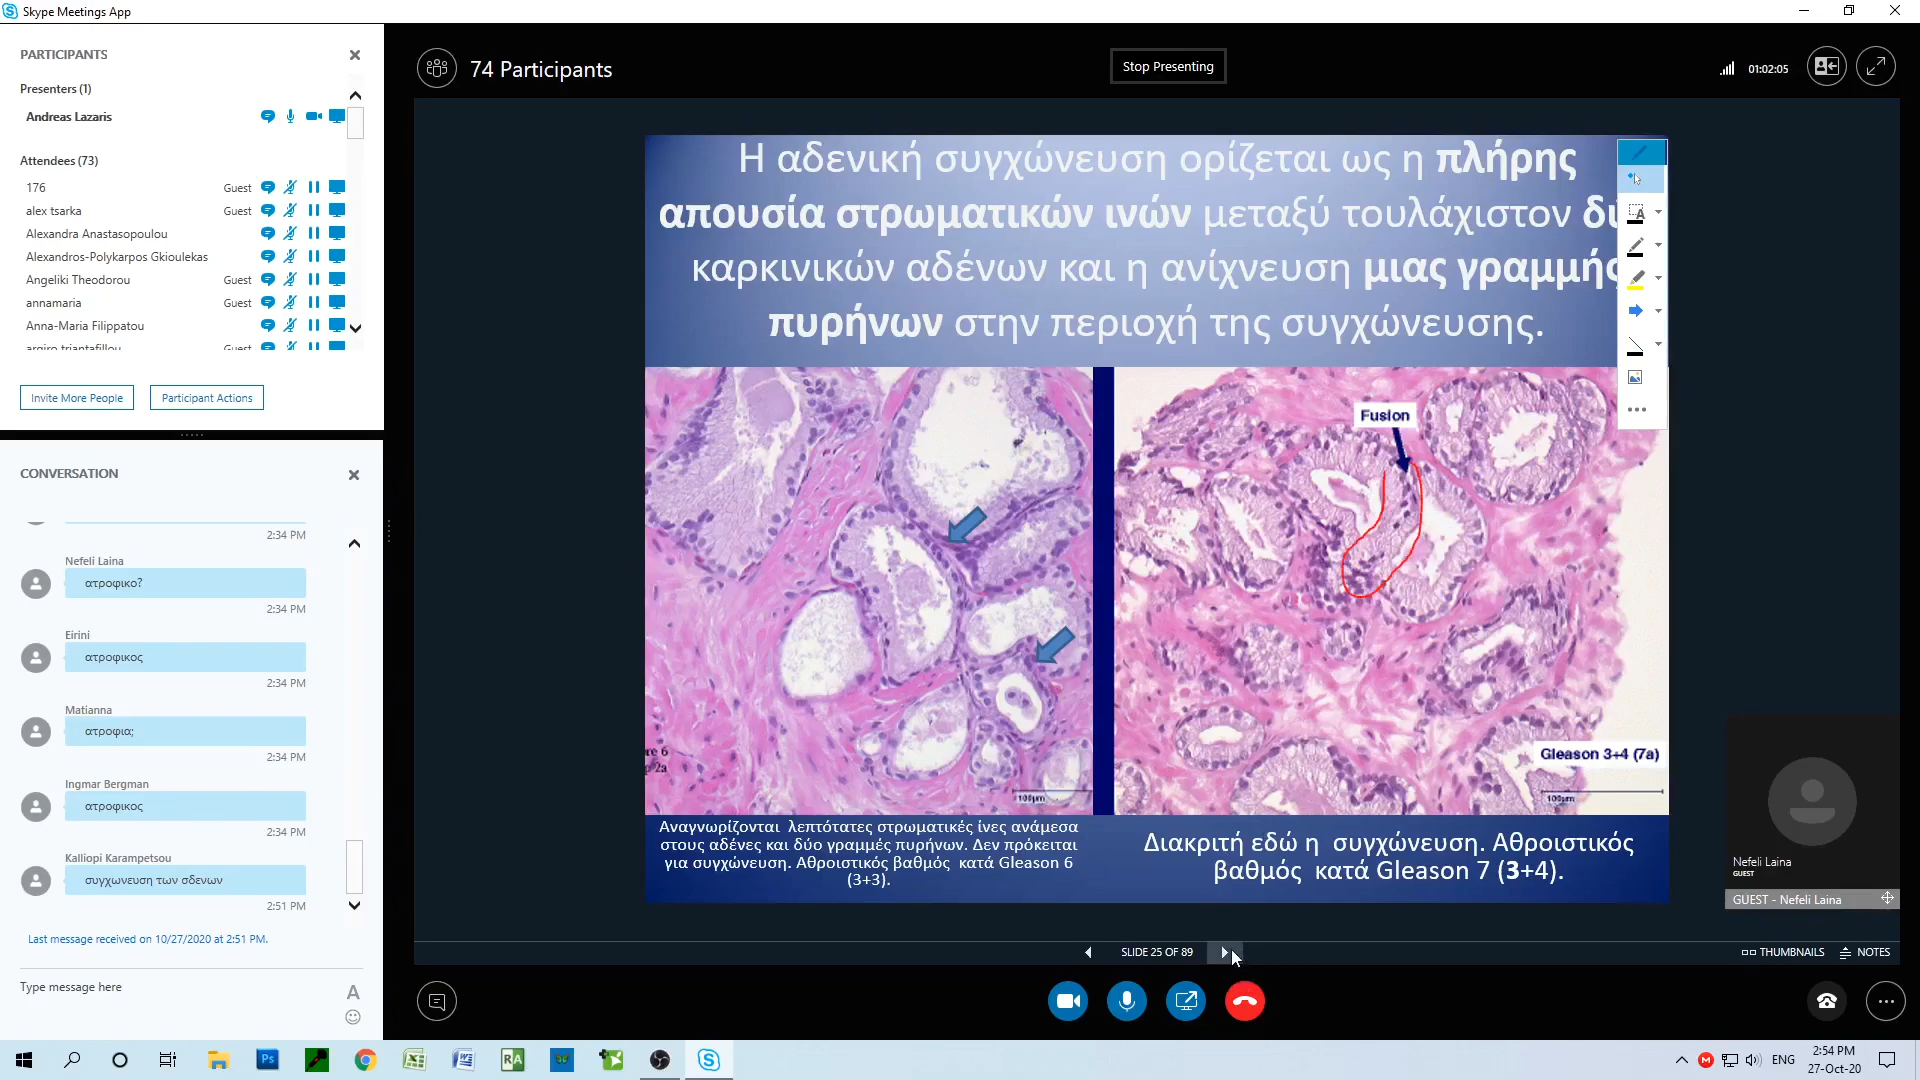 Skype Meetings App
PARTICIPANTS
Presenters (1)
Andreas Lazaris
Attendees (73)
176 Guest
alex tsarka Guest
Alexandra Anastasopoulou
Alexandros-Polykarpos Gkioulekas
Angeliki Theodorou Guest
annamaria Guest
Anna-Maria Filippatou
argiro triantafillou Guest
Invite More People
Participant Actions
CONVERSATION
2:34 PM
Nefeli Laina
ατροφικο?
2:34 PM
Eirini
ατροφικος
2:34 PM
Matianna
ατροφια;
2:34 PM
Ingmar Bergman
ατροφικος
2:34 PM
Kalliopi Karampetsou
συγχωνευση των σδενων
2:51 PM
Last message received on 10/27/2020 at 2:51 PM.
Type message here
74 Participants
Stop Presenting
01:02:05
Η αδενική συγχώνευση ορίζεται ως η πλήρης
απουσία στρωματικών ινών μεταξύ τουλάχιστον
καρκινικών αδένων και η ανίχνευση μιας γραμμής
πυρήνων στην περιοχή της συγχώνευσης.
Fusion
100μm
Gleason 3+4 (7a)
100μm
Αναγνωρίζονται λεπτότατες στρωματικές ίνες ανάμεσα
στους αδένες και δύο γραμμές πυρήνων. Δεν πρόκειται
για συγχώνευση. Αθροιστικός βαθμός κατά Gleason 6
(3+3).
Διακριτή εδώ η συγχώνευση. Αθροιστικός
βαθμός κατά Gleason 7 (3+4).
Nefeli Laina
GUEST
GUEST - Nefeli Laina
SLIDE 25 OF 89
THUMBNAILS
NOTES
Ps
RA
ENG
2:54 PM
27-Oct-20